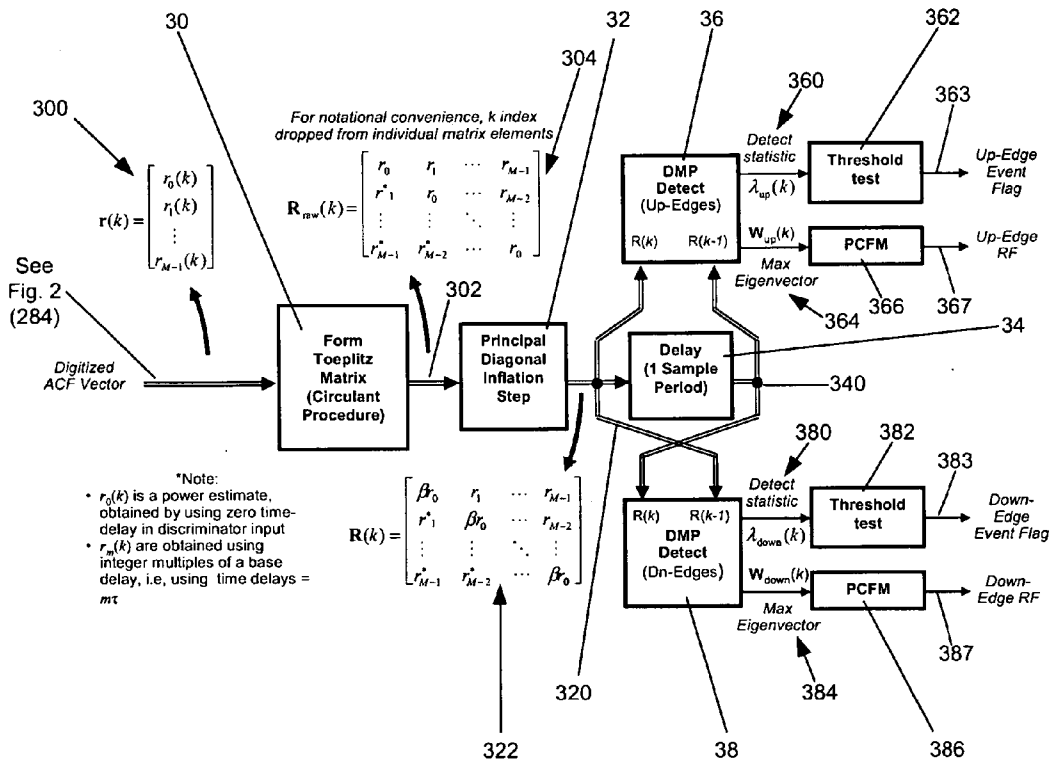 30
32
36
362
300
304
360
363
For notational convenience, k index
dropped from individual matrix elements
Detect
statistic
λup(k)
Threshold
test
Up-Edge
Event
Flag
r(k) = [r0(k) r1(k) ⋮ rM-1(k)]
Rraw(k) =
r0 r1 ⋯ rM-1
r*1 r0 ⋯ rM-2
⋮ ⋮ ⋱ ⋮
r*M-1 r*M-2 ⋯ r0
DMP
Detect
(Up-Edges)
R(k) R(k-1)
Wup(k)
Max
Eigenvector
PCFM
Up-Edge
RF
364
366
367
See
Fig. 2
(284)
302
34
Digitized
ACF Vector
Form
Toeplitz
Matrix
(Circulant
Procedure)
Principal
Diagonal
Inflation
Step
Delay
(1 Sample
Period)
340
380
382
383
*Note:
• r0(k) is a power estimate,
obtained by using zero time-
delay in discriminator input
• rm(k) are obtained using
integer multiples of a base
delay, i.e, using time delays =
mτ
R(k) =
βr0 r1 ⋯ rM-1
r*1 βr0 ⋯ rM-2
⋮ ⋮ ⋱ ⋮
r*M-1 r*M-2 ⋯ βr0
R(k) R(k-1)
DMP
Detect
(Dn-Edges)
Detect
statistic
λdown(k)
Threshold
test
Down-
Edge
Event Flag
Wdown(k)
Max
Eigenvector
PCFM
Down-
Edge RF
387
320
384
322
38
386